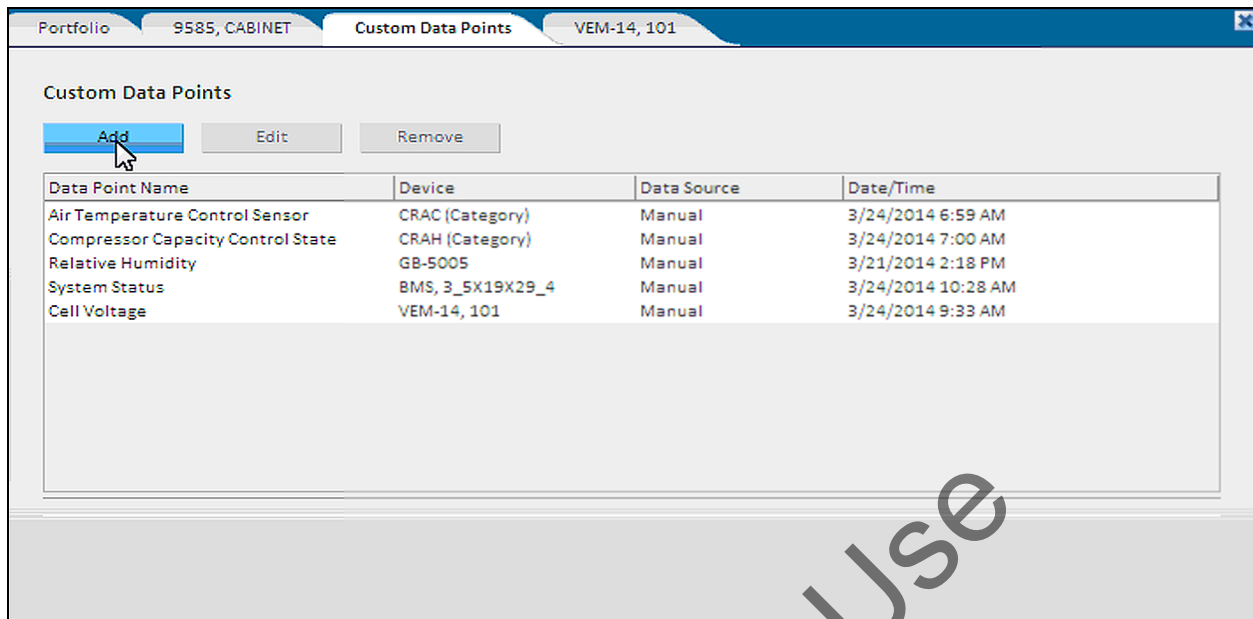 Portfolio 9585, CABINET Custom Data Points VEM-14, 101
Custom Data Points
Add Edit Remove
Data Point Name Device Data Source Date/Time
Air Temperature Control Sensor CRAC (Category) Manual 3/24/2014 6:59 AM
Compressor Capacity Control State CRAH (Category) Manual 3/24/2014 7:00 AM
Relative Humidity GB-5005 Manual 3/21/2014 2:18 PM
System Status BMS, 3_5X19X29_4 Manual 3/24/2014 10:28 AM
Cell Voltage VEM-14, 101 Manual 3/24/2014 9:33 AM
Use